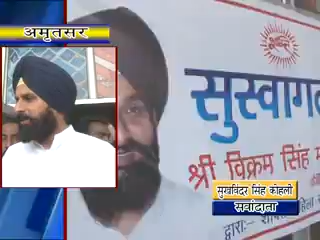 अमृतसर
सुस्वागत
श्री विक्रम सिंह म
सुखविंदर सिंह कोहली
संवाददाता
द्वारा:-